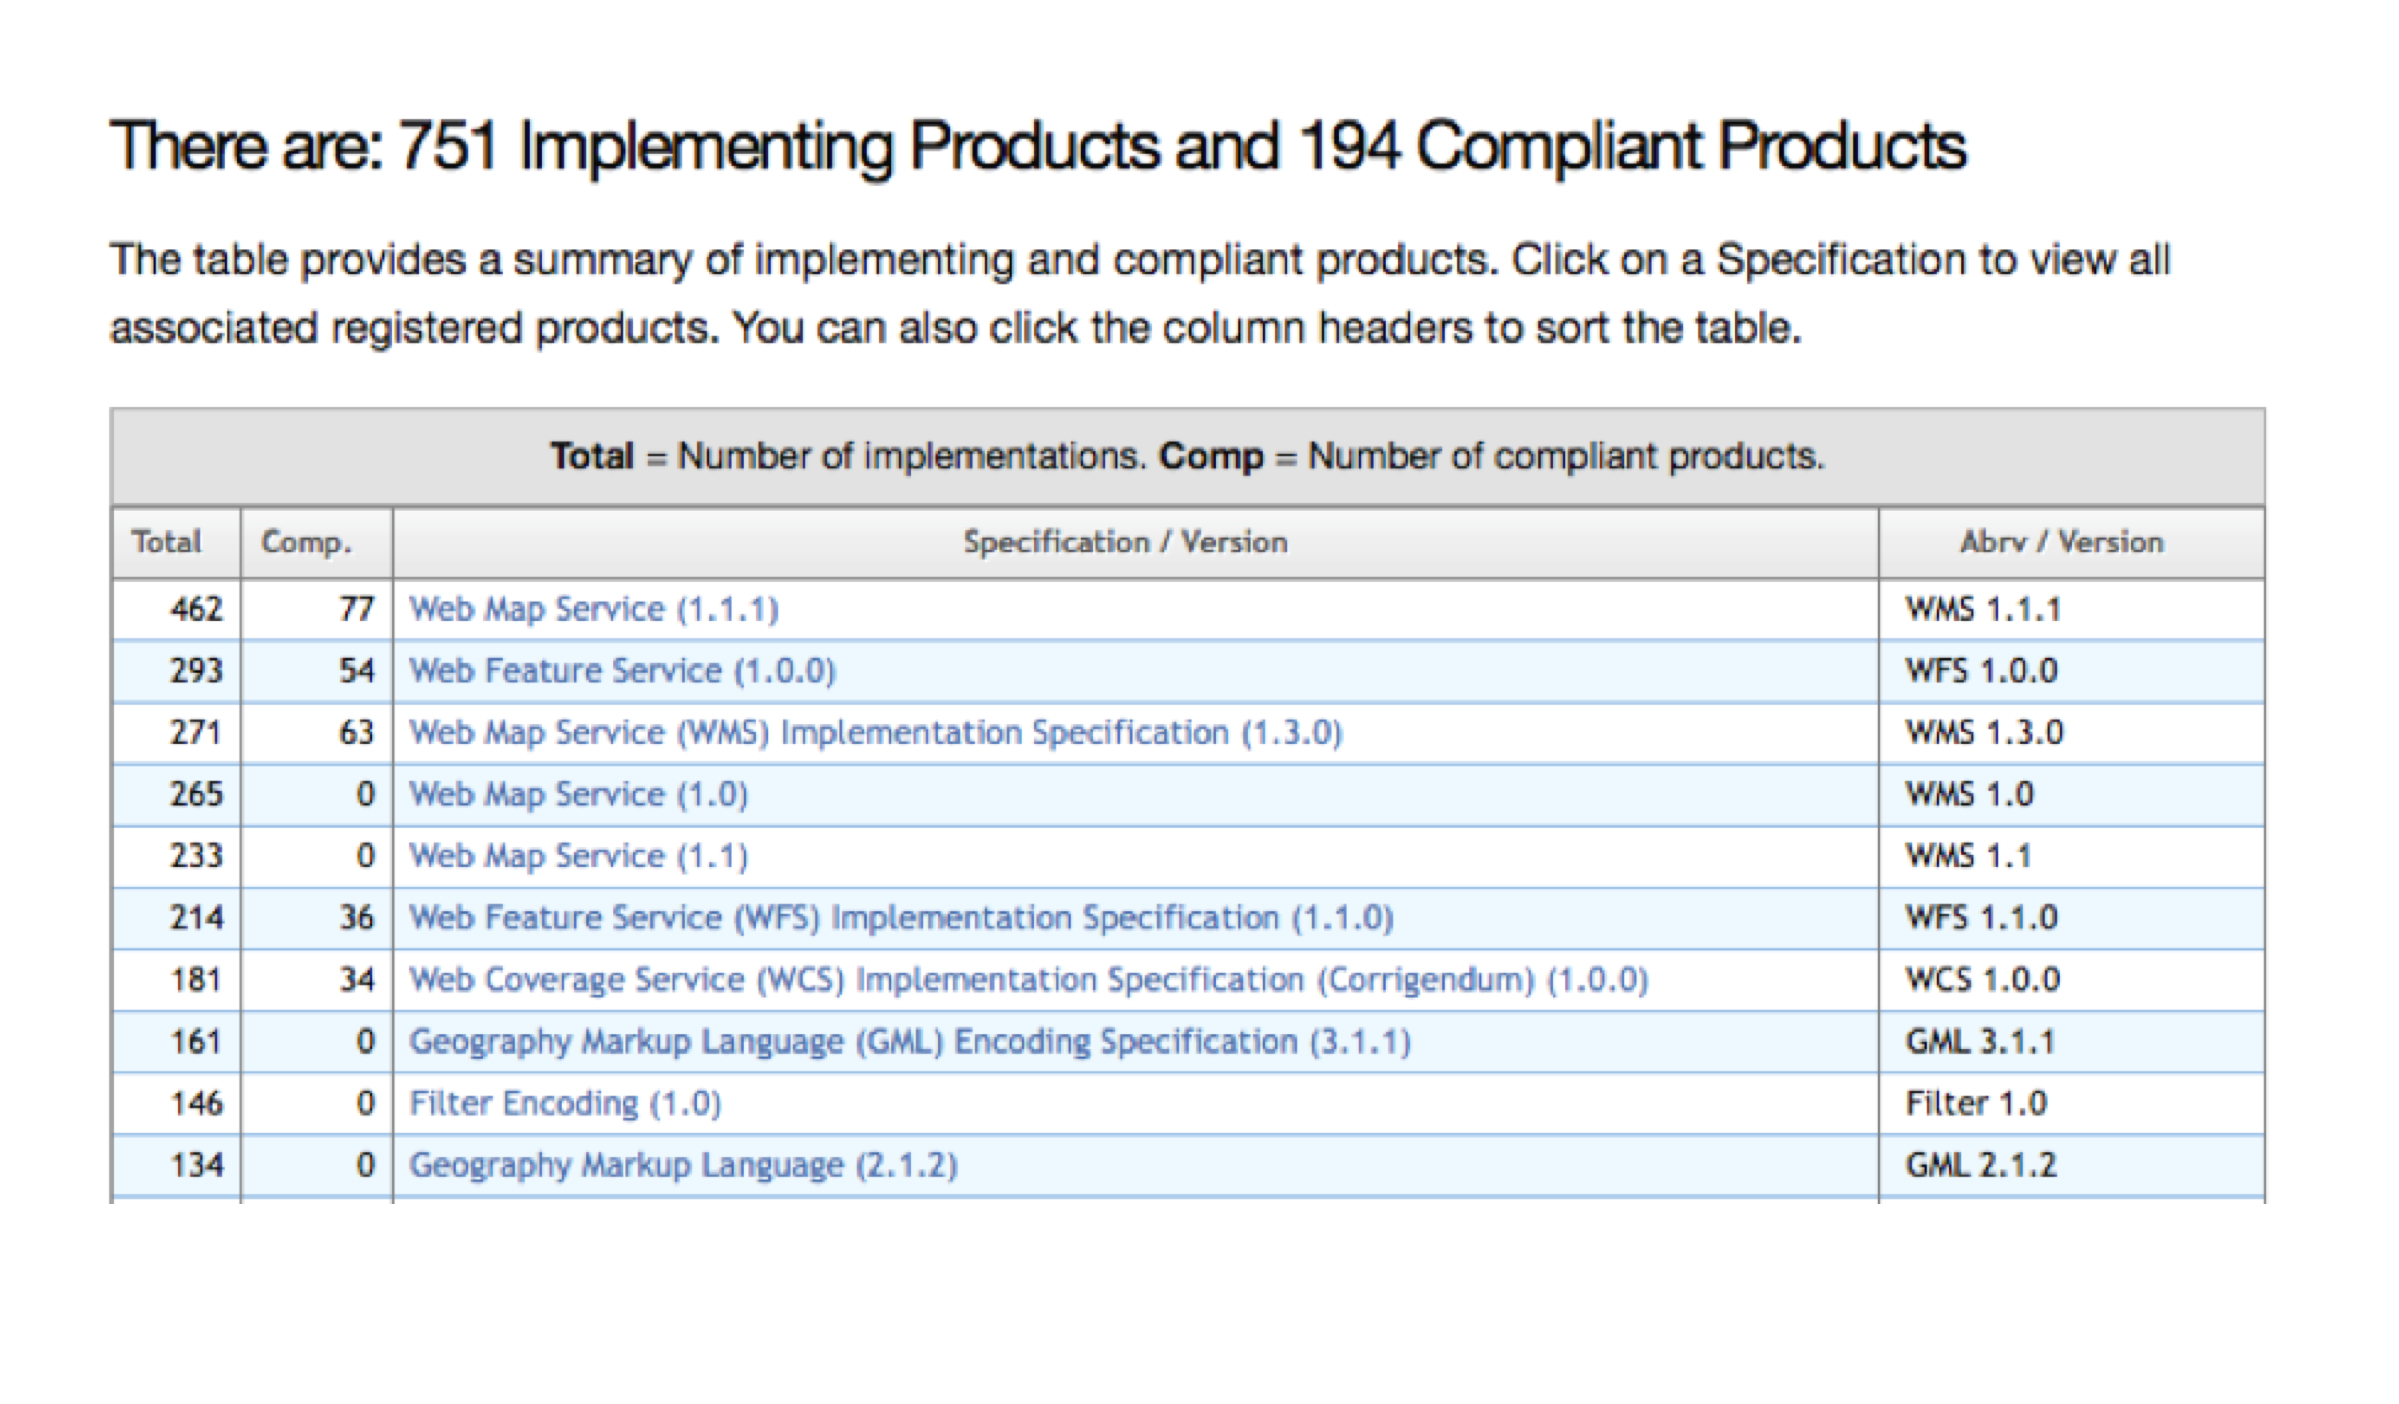 There are: 751 Implementing Products and 194 Compliant Products
The table provides a summary of implementing and compliant products. Click on a Specification to view all
associated registered products. You can also click the column headers to sort the table.
Total = Number of implementations. Comp = Number of compliant products.
Total Comp. Specification / Version Abrv / Version
462 77 Web Map Service (1.1.1) WMS 1.1.1
293 54 Web Feature Service (1.0.0) WFS 1.0.0
271 63 Web Map Service (WMS) Implementation Specification (1.3.0) WMS 1.3.0
265 0 Web Map Service (1.0) WMS 1.0
233 0 Web Map Service (1.1) WMS 1.1
214 36 Web Feature Service (WFS) Implementation Specification (1.1.0) WFS 1.1.0
181 34 Web Coverage Service (WCS) Implementation Specification (Corrigendum) (1.0.0) WCS 1.0.0
161 0 Geography Markup Language (GML) Encoding Specification (3.1.1) GML 3.1.1
146 0 Filter Encoding (1.0) Filter 1.0
134 0 Geography Markup Language (2.1.2) GML 2.1.2